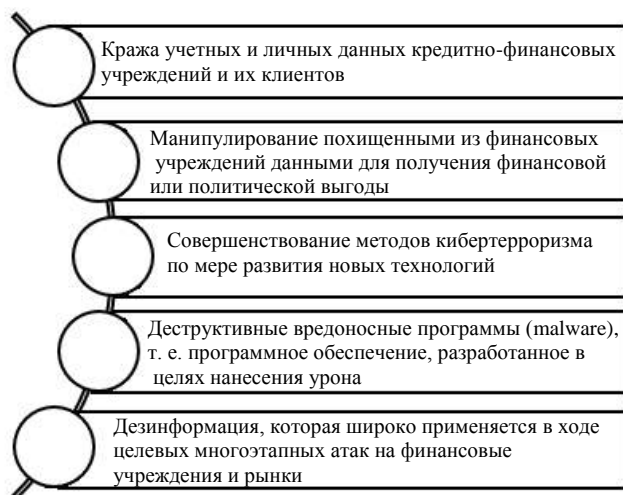 Кража учетных и личных данных кредитно-финансовых
учреждений и их клиентов
Манипулирование похищенными из финансовых
учреждений данными для получения финансовой
или политической выгоды
Совершенствование методов кибертерроризма
по мере развития новых технологий
Деструктивные вредоносные программы (malware),
т. е. программное обеспечение, разработанное в
целях нанесения урона
Дезинформация, которая широко применяется в ходе
целевых многоэтапных атак на финансовые
учреждения и рынки